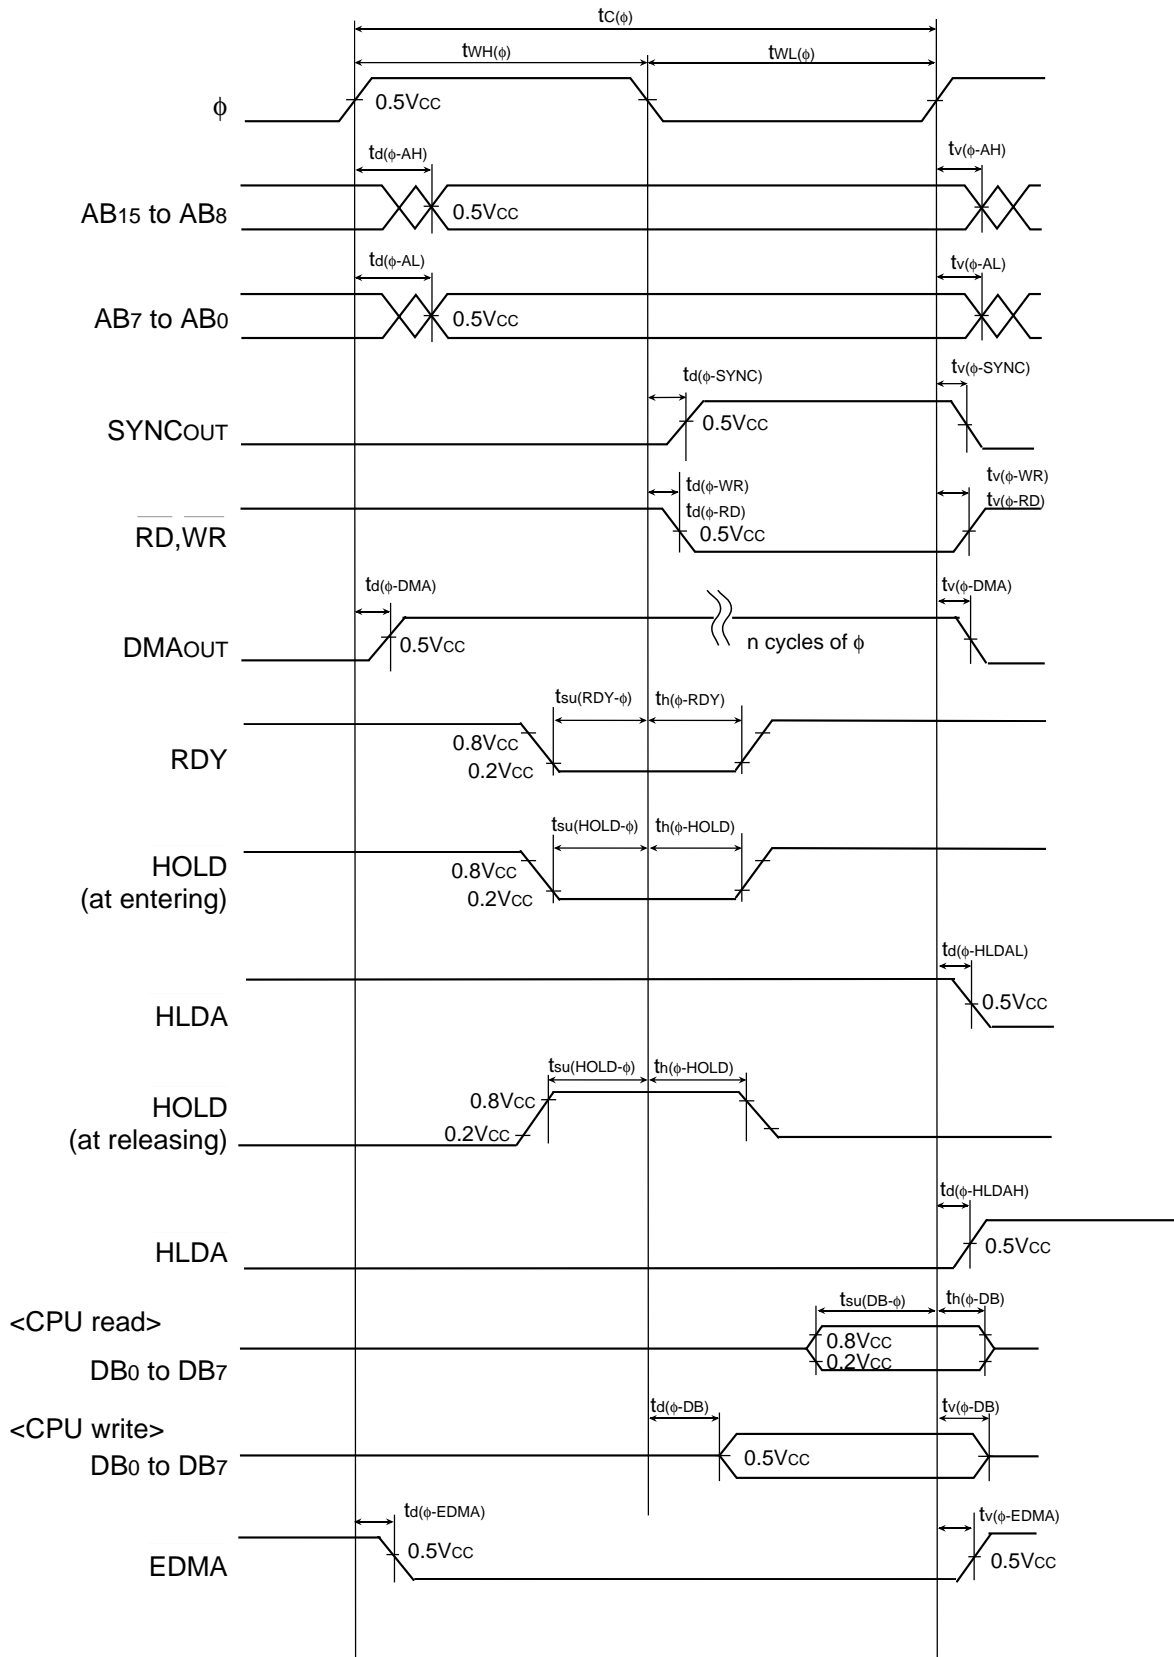 tC(ϕ)
tWH(ϕ) tWL(ϕ)
ϕ 0.5VCC
td(ϕ-AH) tv(ϕ-AH)
AB15 to AB8 0.5VCC
td(ϕ-AL) tv(ϕ-AL)
AB7 to AB0 0.5VCC
td(ϕ-SYNC) tv(ϕ-SYNC)
SYNCOUT 0.5VCC
td(ϕ-WR) tv(ϕ-WR)
td(ϕ-RD) tv(ϕ-RD)
R̅D̅,W̅R̅ 0.5VCC
td(ϕ-DMA) tv(ϕ-DMA)
DMAOUT 0.5VCC n cycles of ϕ
tsu(RDY-ϕ) th(ϕ-RDY)
0.8VCC
RDY
0.2VCC
tsu(HOLD-ϕ) th(ϕ-HOLD)
HOLD 0.8VCC
(at entering) 0.2VCC
td(ϕ-HLDAL)
HLDA 0.5VCC
tsu(HOLD-ϕ) th(ϕ-HOLD)
HOLD 0.8VCC
(at releasing) 0.2VCC
td(ϕ-HLDAH)
HLDA 0.5VCC
tsu(DB-ϕ) th(ϕ-DB)
<CPU read>
0.8VCC
0.2VCC
DB0 to DB7
td(ϕ-DB) tv(ϕ-DB)
<CPU write>
DB0 to DB7 0.5VCC
td(ϕ-EDMA) tv(ϕ-EDMA)
EDMA 0.5VCC 0.5VCC